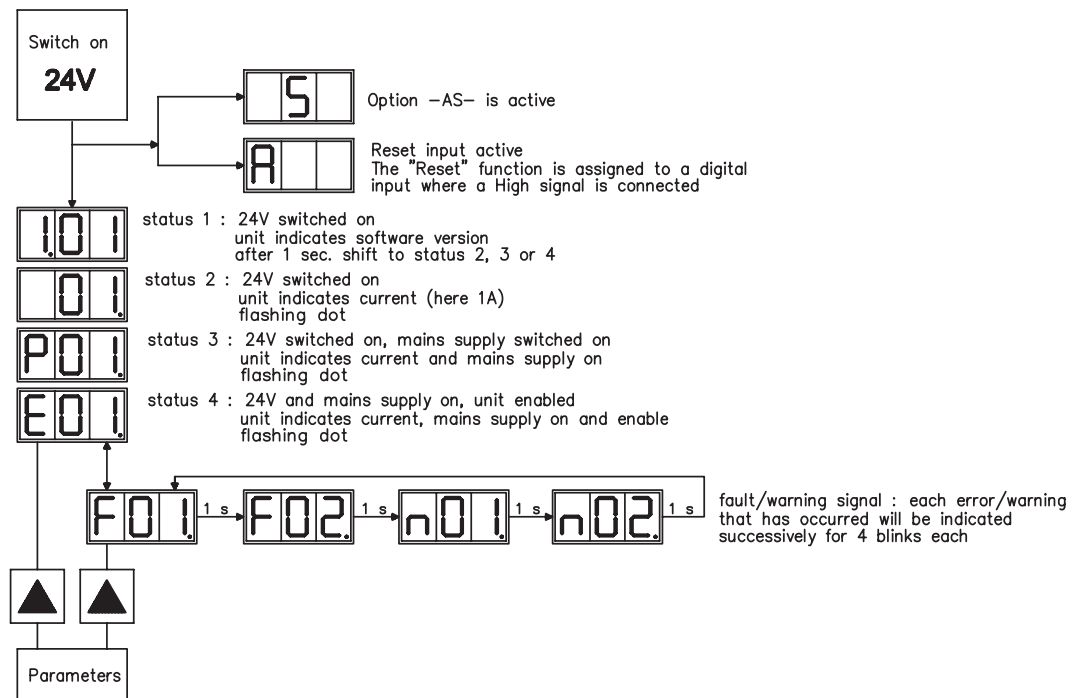 Switch on
24V
5
Option -AS- is active
A
Reset input active
The "Reset" function is assigned to a digital
input where a High signal is connected
1.01
status 1 : 24V switched on
unit indicates software version
after 1 sec. shift to status 2, 3 or 4
01.
status 2 : 24V switched on
unit indicates current (here 1A)
flashing dot
P01.
status 3 : 24V switched on, mains supply switched on
unit indicates current and mains supply on
flashing dot
E01.
status 4 : 24V and mains supply on, unit enabled
unit indicates current, mains supply on and enable
flashing dot
F01. 1 s F02. 1 s n01. 1 s n02. 1 s
fault/warning signal : each error/warning
that has occurred will be indicated
successively for 4 blinks each
Parameters